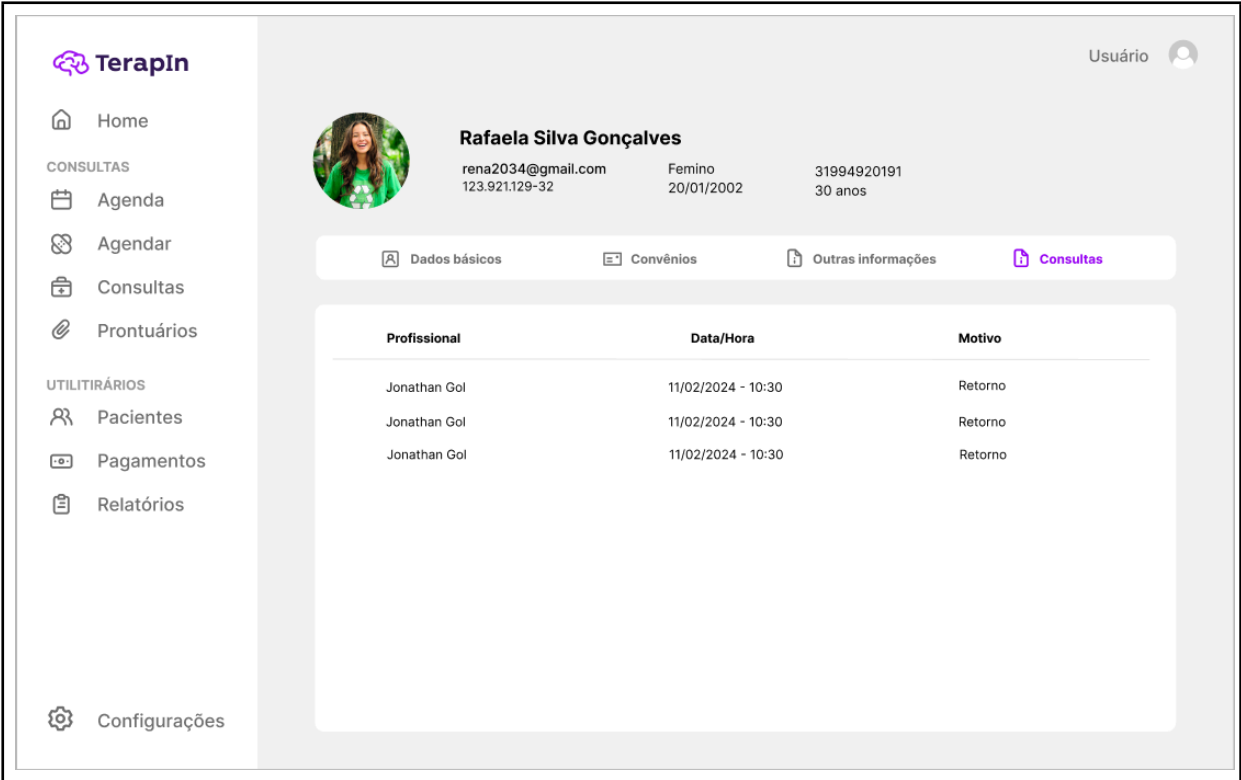 TerapIn
Usuário
Home
CONSULTAS
Agenda
Agendar
Consultas
Prontuários
UTILITIRÁRIOS
Pacientes
Pagamentos
Relatórios
Configurações
Rafaela Silva Gonçalves
rena2034@gmail.com Femino 31994920191
123.921.129-32 20/01/2002 30 anos
Dados básicos Convênios Outras informações Consultas
Profissional Data/Hora Motivo
Jonathan Gol 11/02/2024 - 10:30 Retorno
Jonathan Gol 11/02/2024 - 10:30 Retorno
Jonathan Gol 11/02/2024 - 10:30 Retorno